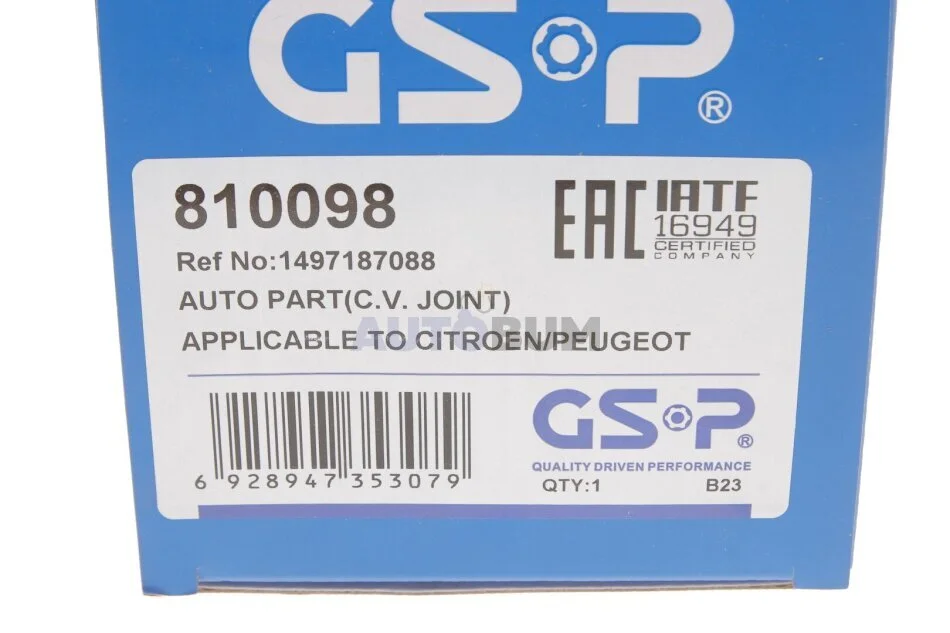 GSP®
810098
EAC
IATF
16949
CERTIFIED
COMPANY
Ref No:1497187088
AUTO PART(C.V. JOINT)
AUTOBUM
APPLICABLE TO CITROEN/PEUGEOT
6 928947 353079
GSP®
QUALITY DRIVEN PERFORMANCE
QTY:1 B23